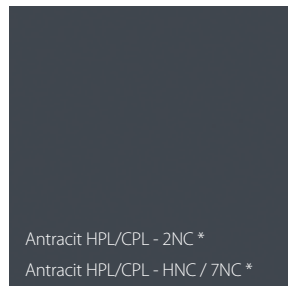 Antracit HPL/CPL - 2NC *
Antracit HPL/CPL - HNC / 7NC *